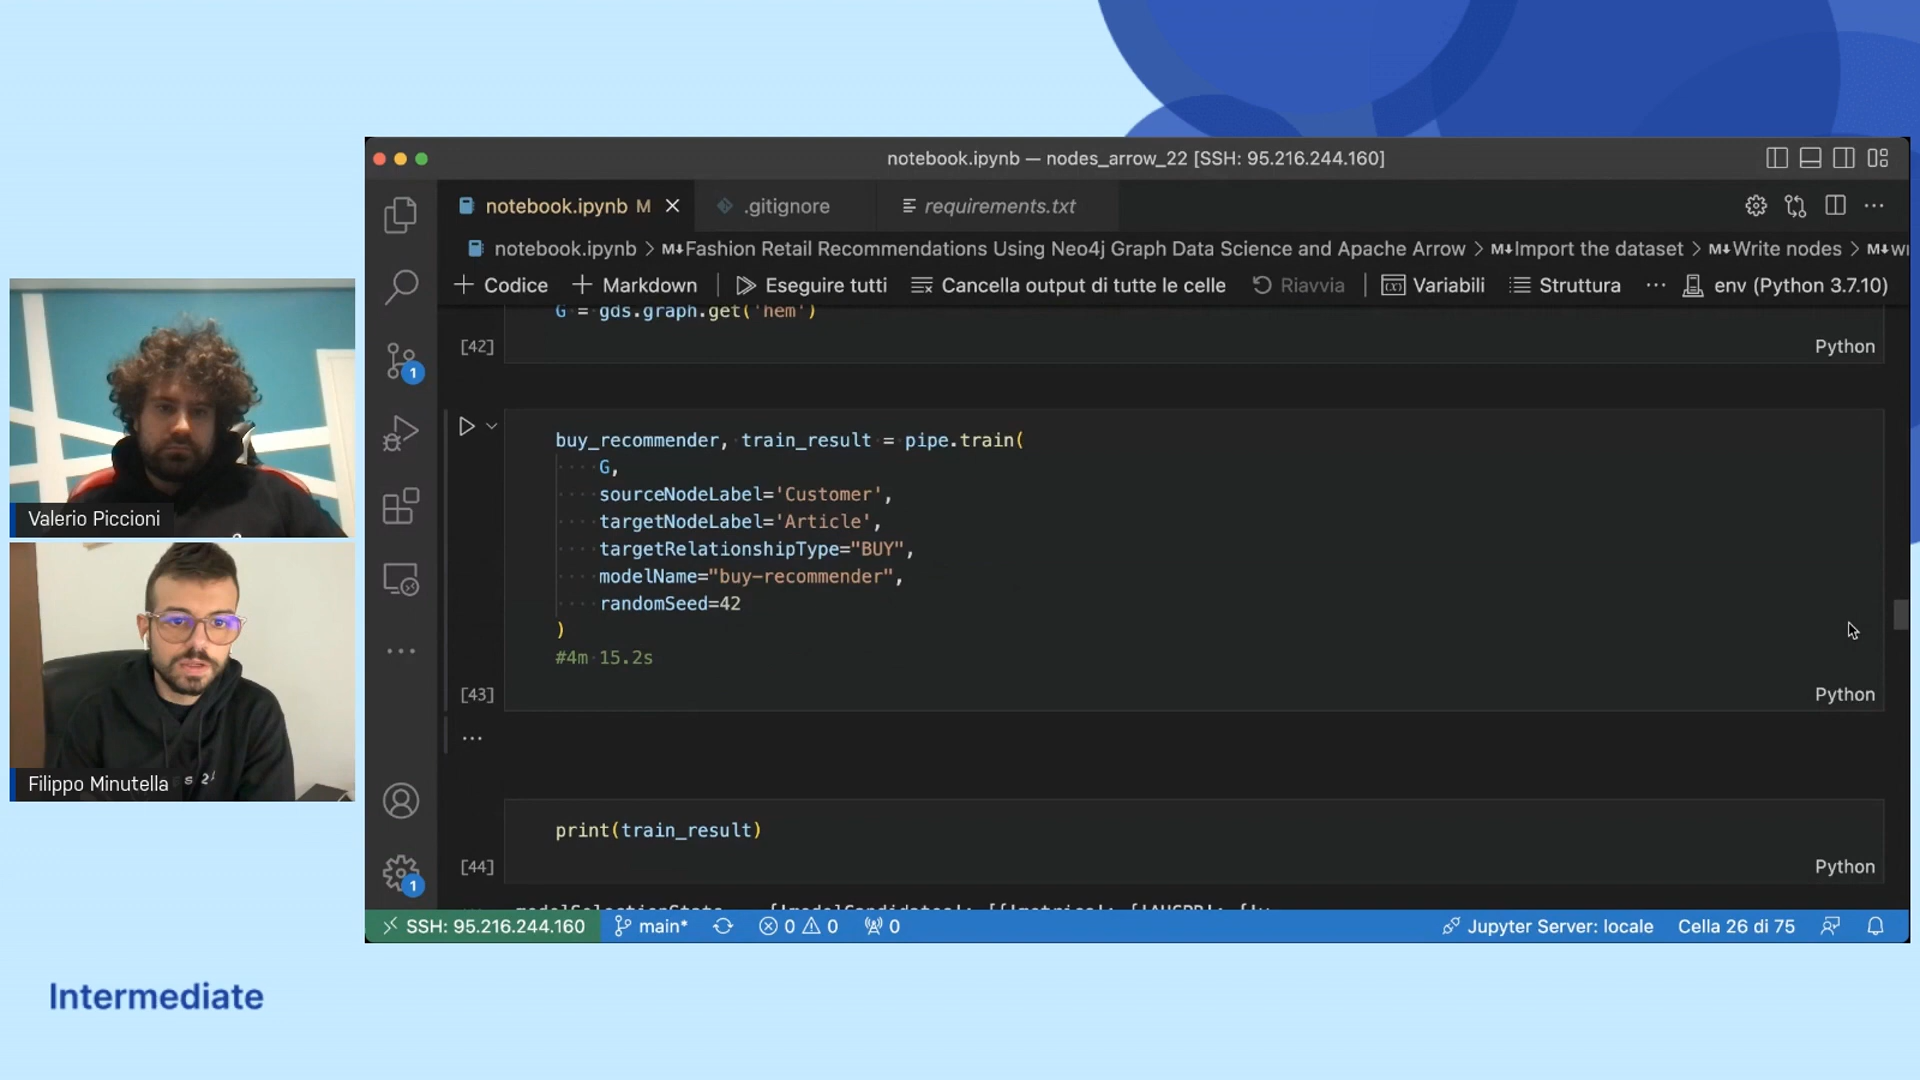 notebook.ipynb — nodes_arrow_22 [SSH: 95.216.244.160]
notebook.ipynb M
.gitignore
requirements.txt
notebook.ipynb > M↓Fashion Retail Recommendations Using Neo4j Graph Data Science and Apache Arrow > M↓Import the dataset > M↓Write nodes > M↓wr
+ Codice + Markdown | Eseguire tutti Cancella output di tutte le celle Riavvia | Variabili Struktura ··· env (Python 3.7.10)
G = gds.graph.get('hem')
[42] Python
buy_recommender, train_result = pipe.train(
G,
sourceNodeLabel='Customer',
targetNodeLabel='Article',
targetRelationshipType="BUY",
modelName="buy-recommender",
randomSeed=42
)
#4m 15.2s
[43] Python
...
print(train_result)
[44] Python
1
1
SSH: 95.216.244.160 main* 0 0 0 Jupyter Server: locale Cella 26 di 75
Valerio Piccioni
Filippo Minutella
Intermediate